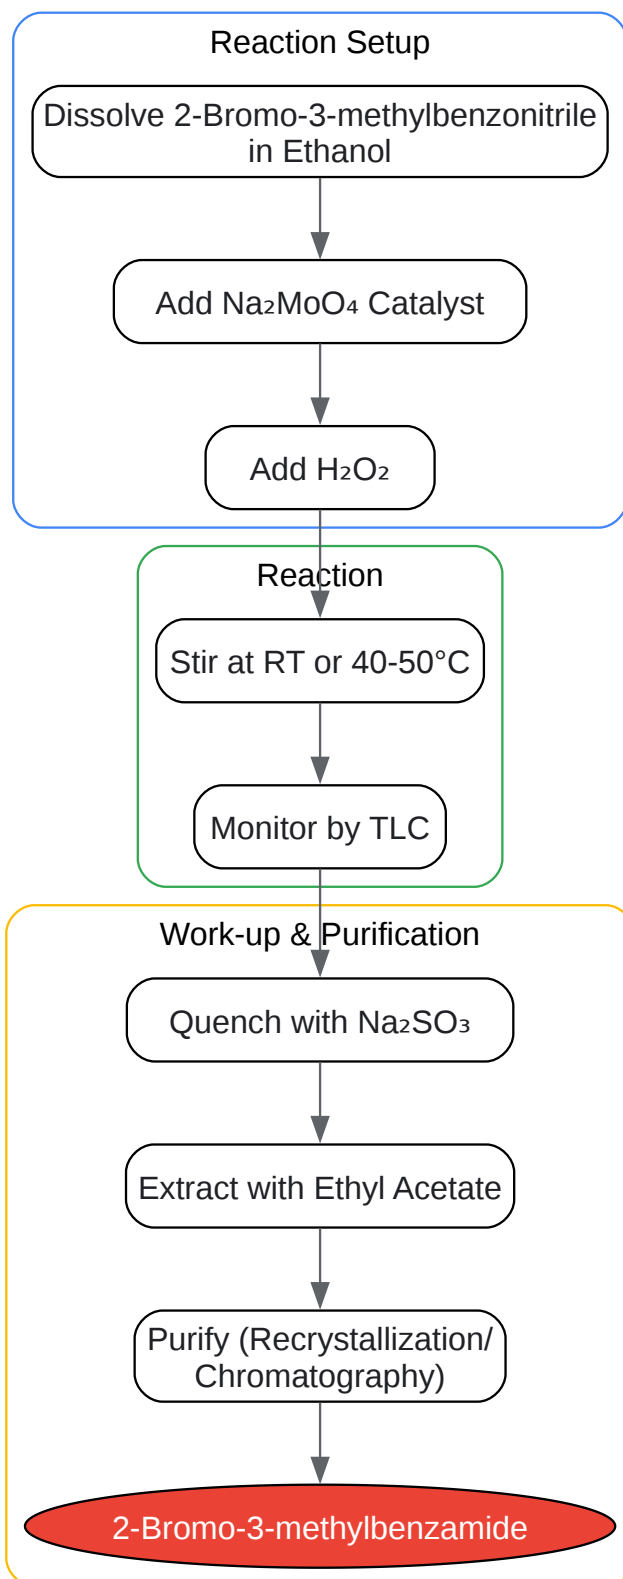 Reaction Setup
Dissolve 2-Bromo-3-methylbenzonitrile
in Ethanol
Add Na₂MoO₄ Catalyst
Add H₂O₂
Reaction
Stir at RT or 40-50°C
Monitor by TLC
Work-up & Purification
Quench with Na₂SO₃
Extract with Ethyl Acetate
Purify (Recrystallization/
Chromatography)
2-Bromo-3-methylbenzamide